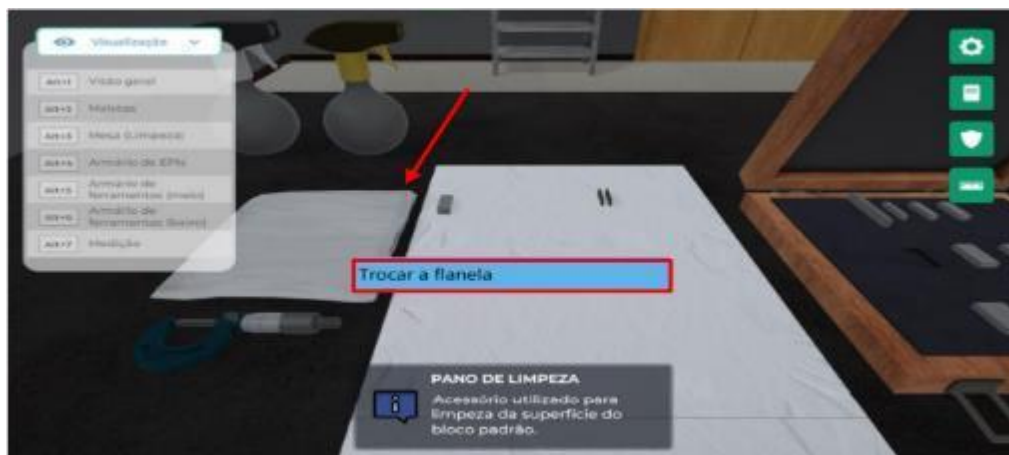 Visualização
Alt+1 Visão geral
Alt+2 Maletas
Alt+3 Mesa (Limpeza)
Alt+4 Armário de EPIs
Alt+5 Armário de
ferramentas (meio)
Alt+6 Armário de
ferramentas (baixo)
Alt+7 Medição
Trocar a flanela
PANO DE LIMPEZA
Acessório utilizado para
limpeza da superfície do
bloco padrão.